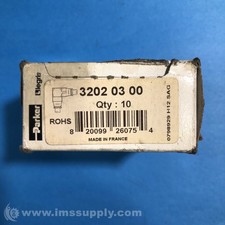 Parker
Legris
3202 03 00
Qty : 10
ROHS
8 20099 26075 4
MADE IN FRANCE
www.imssupply.com